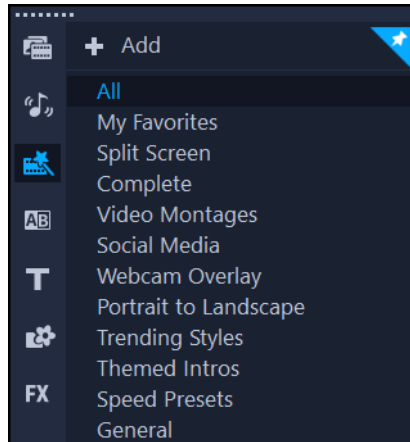 Add
All
My Favorites
Split Screen
Complete
Video Montages
Social Media
AB
Webcam Overlay
T
Portrait to Landscape
Trending Styles
Themed Intros
FX
Speed Presets
General